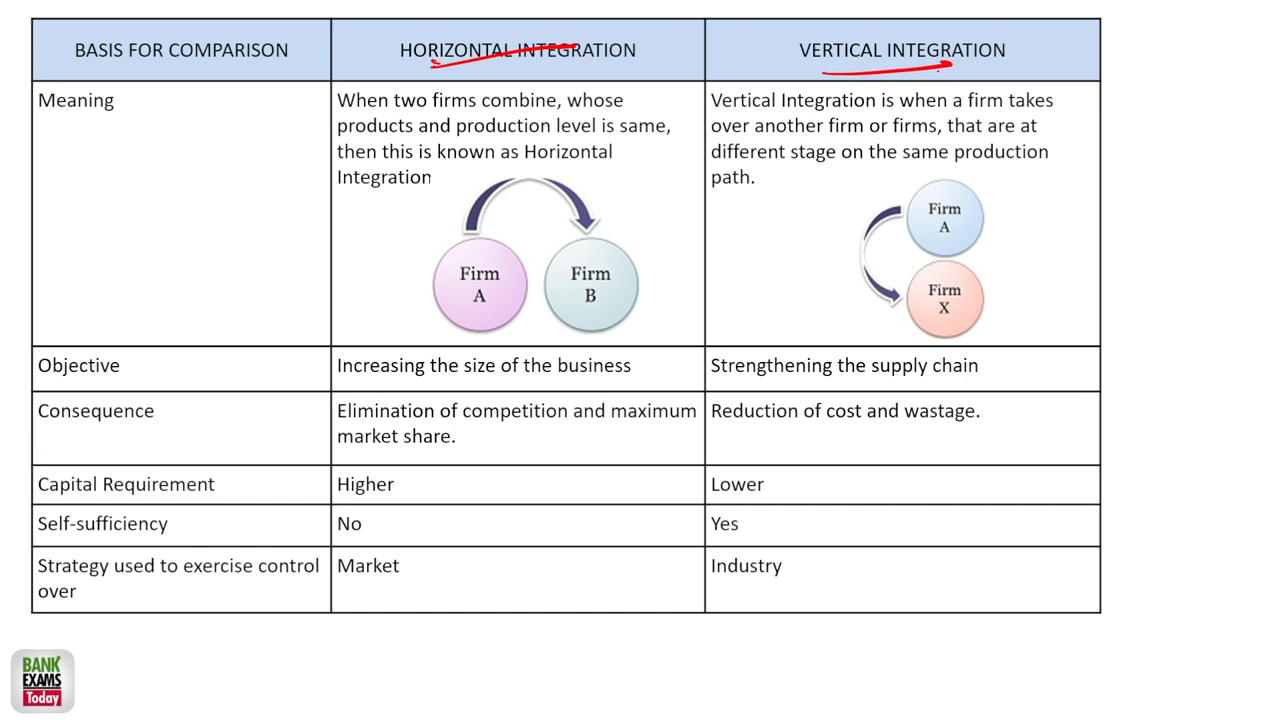 BASIS FOR COMPARISON
HORIZONTAL INTEGRATION
VERTICAL INTEGRATION
Meaning
When two firms combine, whose
products and production level is same,
then this is known as Horizontal
Integration
Firm
A
Firm
B
Vertical Integration is when a firm takes
over another firm or firms, that are at
different stage on the same production
path.
Firm
A
Firm
X
Objective
Increasing the size of the business
Strengthening the supply chain
Consequence
Elimination of competition and maximum
market share.
Reduction of cost and wastage.
Capital Requirement
Higher
Lower
Self-sufficiency
No
Yes
Strategy used to exercise control
over
Market
Industry
BANK
EXAMS
Today